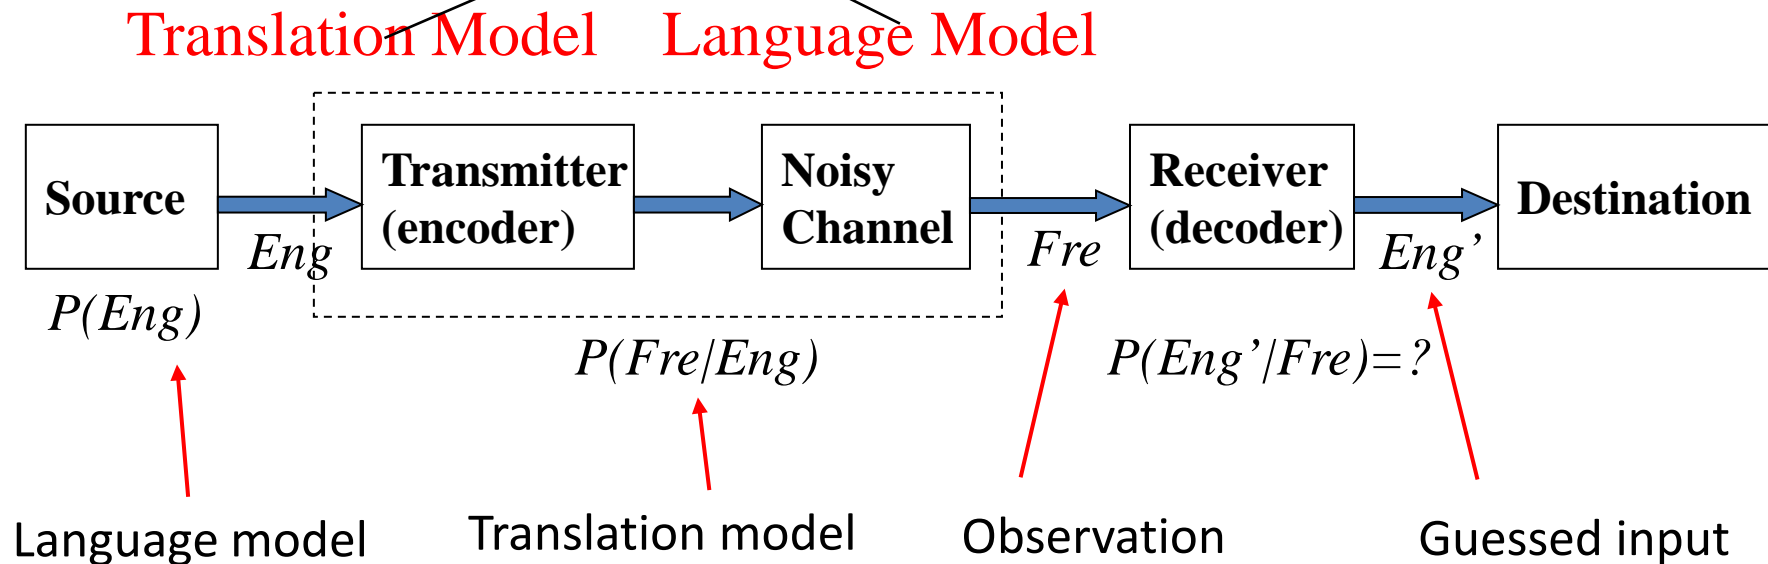 Translation Model Language Model
Source
Transmitter
(encoder)
Noisy
Channel
Receiver
(decoder)
Destination
Eng
Fre
Eng’
P(Eng)
P(Fre|Eng)
P(Eng’|Fre)=?
Language model
Translation model
Observation
Guessed input